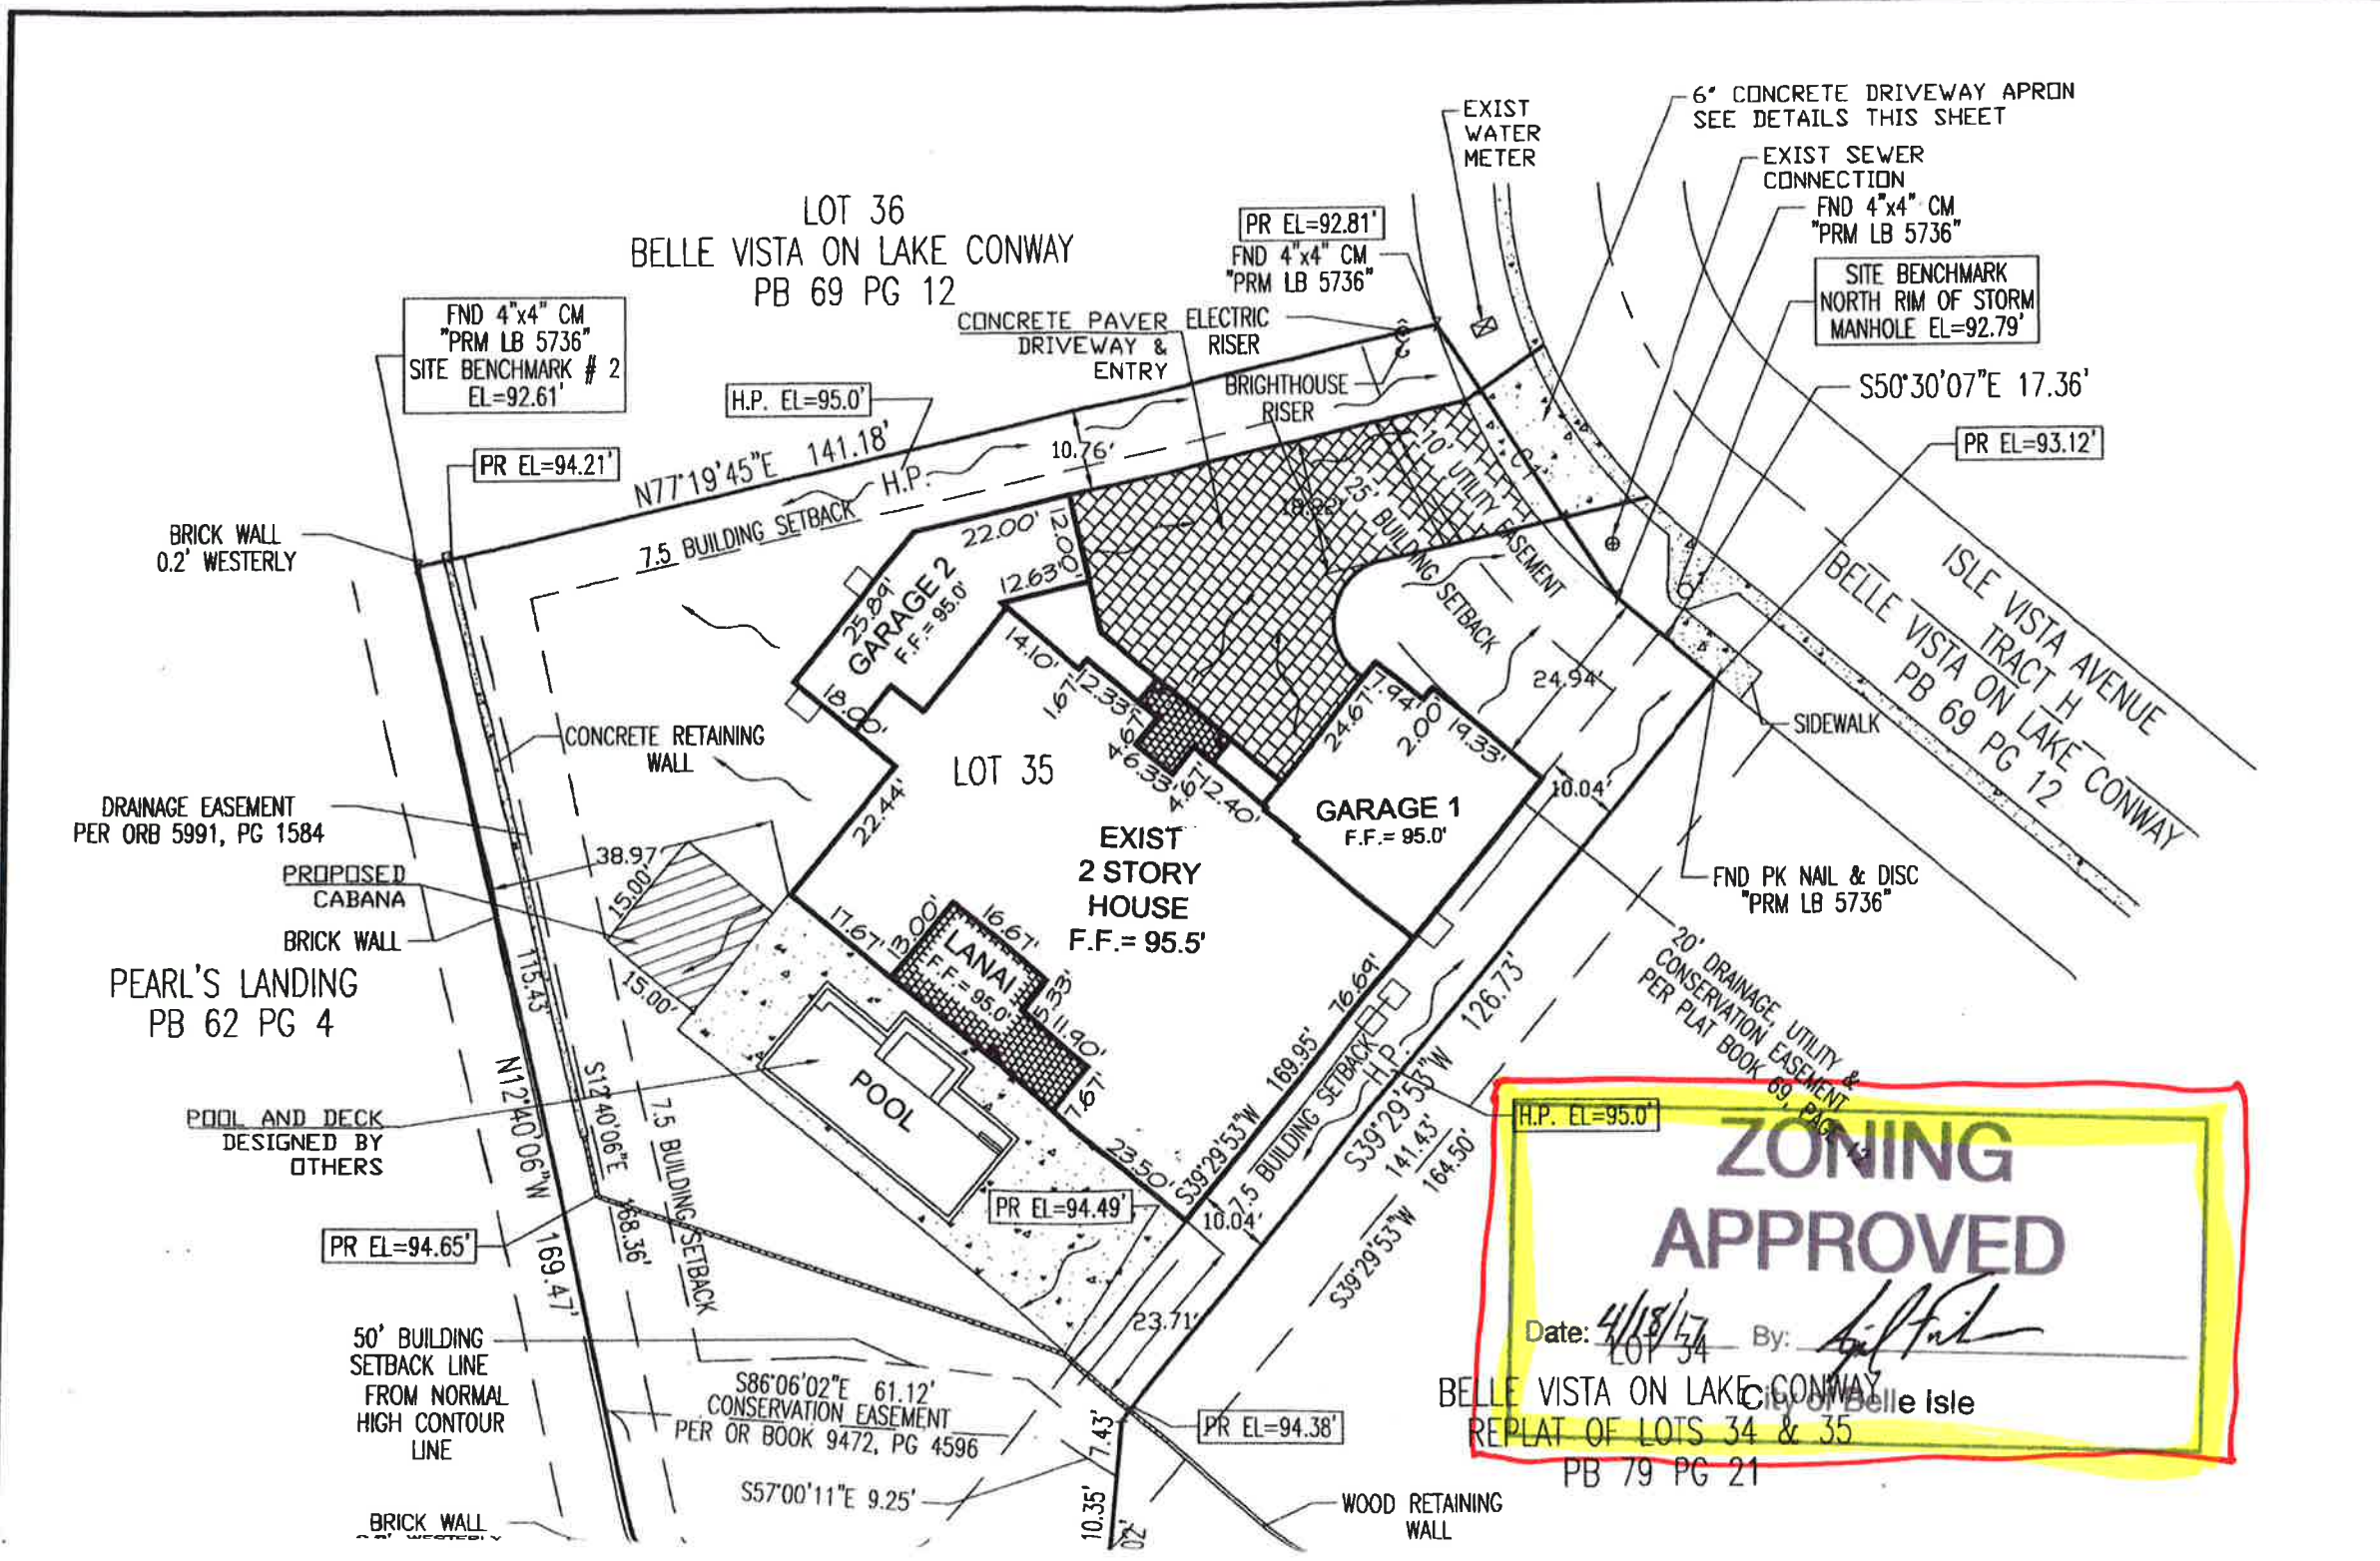 6" CONCRETE DRIVEWAY APRON
SEE DETAILS THIS SHEET
EXIST
WATER
METER
EXIST SEWER
CONNECTION
FND 4"x4" CM
"PRM LB 5736"
SITE BENCHMARK
NORTH RIM OF STORM
MANHOLE EL=92.79'
S50°30'07"E 17.36'
PR EL=93.12'
LOT 36
BELLE VISTA ON LAKE CONWAY
PB 69 PG 12
PR EL=92.81'
FND 4"x4" CM
"PRM LB 5736"
CONCRETE PAVER
DRIVEWAY &
ENTRY
ELECTRIC
RISER
BRIGHTHOUSE
RISER
FND 4"x4" CM
"PRM LB 5736"
SITE BENCHMARK # 2
EL=92.61'
H.P. EL=95.0'
PR EL=94.21'
N77°19'45"E 141.18'
H.P.
10.76'
7.5 BUILDING SETBACK
BRICK WALL
0.2' WESTERLY
10' UTILITY EASEMENT
25' BUILDING SETBACK
22.00'
12.00'
12.63'
25.89'
GARAGE 2
F.F.= 95.0'
18.00'
14.10'
1.67'
12.33'
4.67'
6.33'
4.67'
12.40'
24.67'
7.94'
2.00'
19.33'
24.94'
10.04'
ISLE VISTA AVENUE
TRACT H
BELLE VISTA ON LAKE CONWAY
PB 69 PG 12
SIDEWALK
CONCRETE RETAINING
WALL
LOT 35
22.44'
GARAGE 1
F.F.= 95.0'
EXIST
2 STORY
HOUSE
F.F.= 95.5'
DRAINAGE EASEMENT
PER ORB 5991, PG 1584
38.97'
15.00'
15.00'
PROPOSED
CABANA
BRICK WALL
PEARL'S LANDING
PB 62 PG 4
FND PK NAIL & DISC
"PRM LB 5736"
20' DRAINAGE, UTILITY &
CONSERVATION EASEMENT
PER PLAT BOOK 69, PAGE
17.67'
13.00'
16.67'
LANAI
F.F.= 95.0'
5.33'
11.90'
7.67'
23.50'
POOL
POOL AND DECK
DESIGNED BY
OTHERS
115.43'
N12°40'06"W 169.47'
S12°40'06"E 68.36'
7.5 BUILDING SETBACK
76.69'
S39°29'53"W 169.95'
7.5 BUILDING SETBACK
H.P.
126.73'
S39°29'53"W
141.43'
S39°29'53"W 164.50'
10.04'
PR EL=94.49'
PR EL=94.65'
23.71'
50' BUILDING
SETBACK LINE
FROM NORMAL
HIGH CONTOUR
LINE
S86°06'02"E 61.12'
CONSERVATION EASEMENT
PER OR BOOK 9472, PG 4596
S57°00'11"E 9.25'
7.43'
10.35'
PR EL=94.38'
WOOD RETAINING
WALL
BRICK WALL
H.P. EL=95.0'
ZONING
APPROVED
Date: 4/18/17 By:
City of Belle Isle
LOT 34
BELLE VISTA ON LAKE CONWAY
REPLAT OF LOTS 34 & 35
PB 79 PG 21